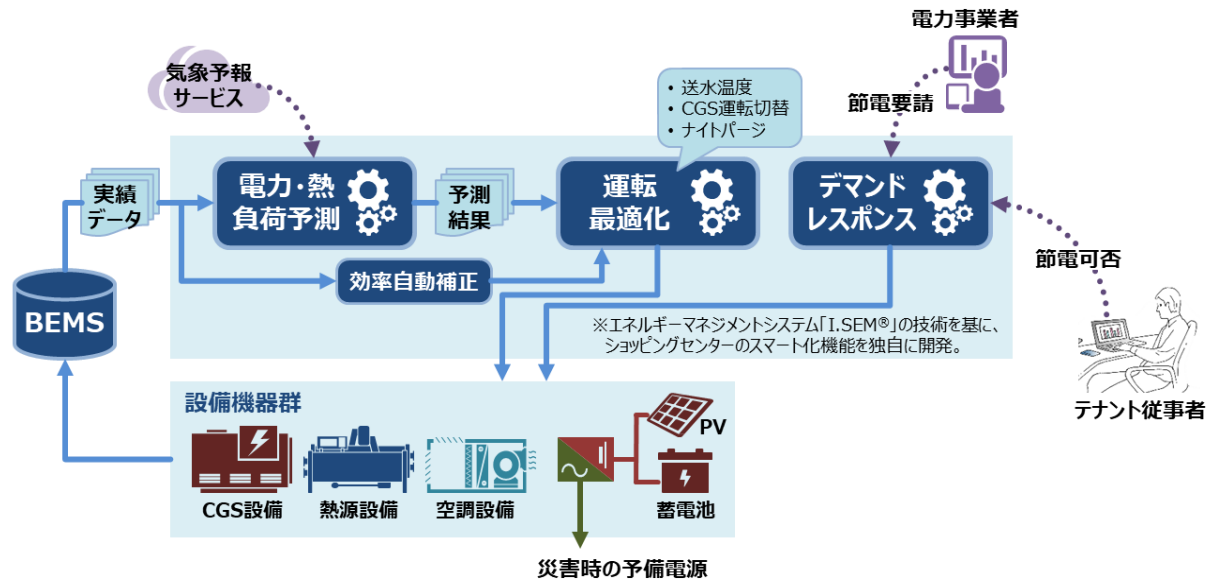 電力事業者
気象予報
サービス
・送水温度
・CGS運転切替
・ナイトパージ
節電要請
実績
データ
電力・熱
負荷予測
予測
結果
運転
最適化
デマンド
レスポンス
節電可否
効率自動補正
BEMS
※エネルギーマネジメントシステム「I.SEM®」の技術を基に、
ショッピングセンターのスマート化機能を独自に開発。
テナント従事者
設備機器群
PV
CGS設備
熱源設備
空調設備
蓄電池
災害時の予備電源